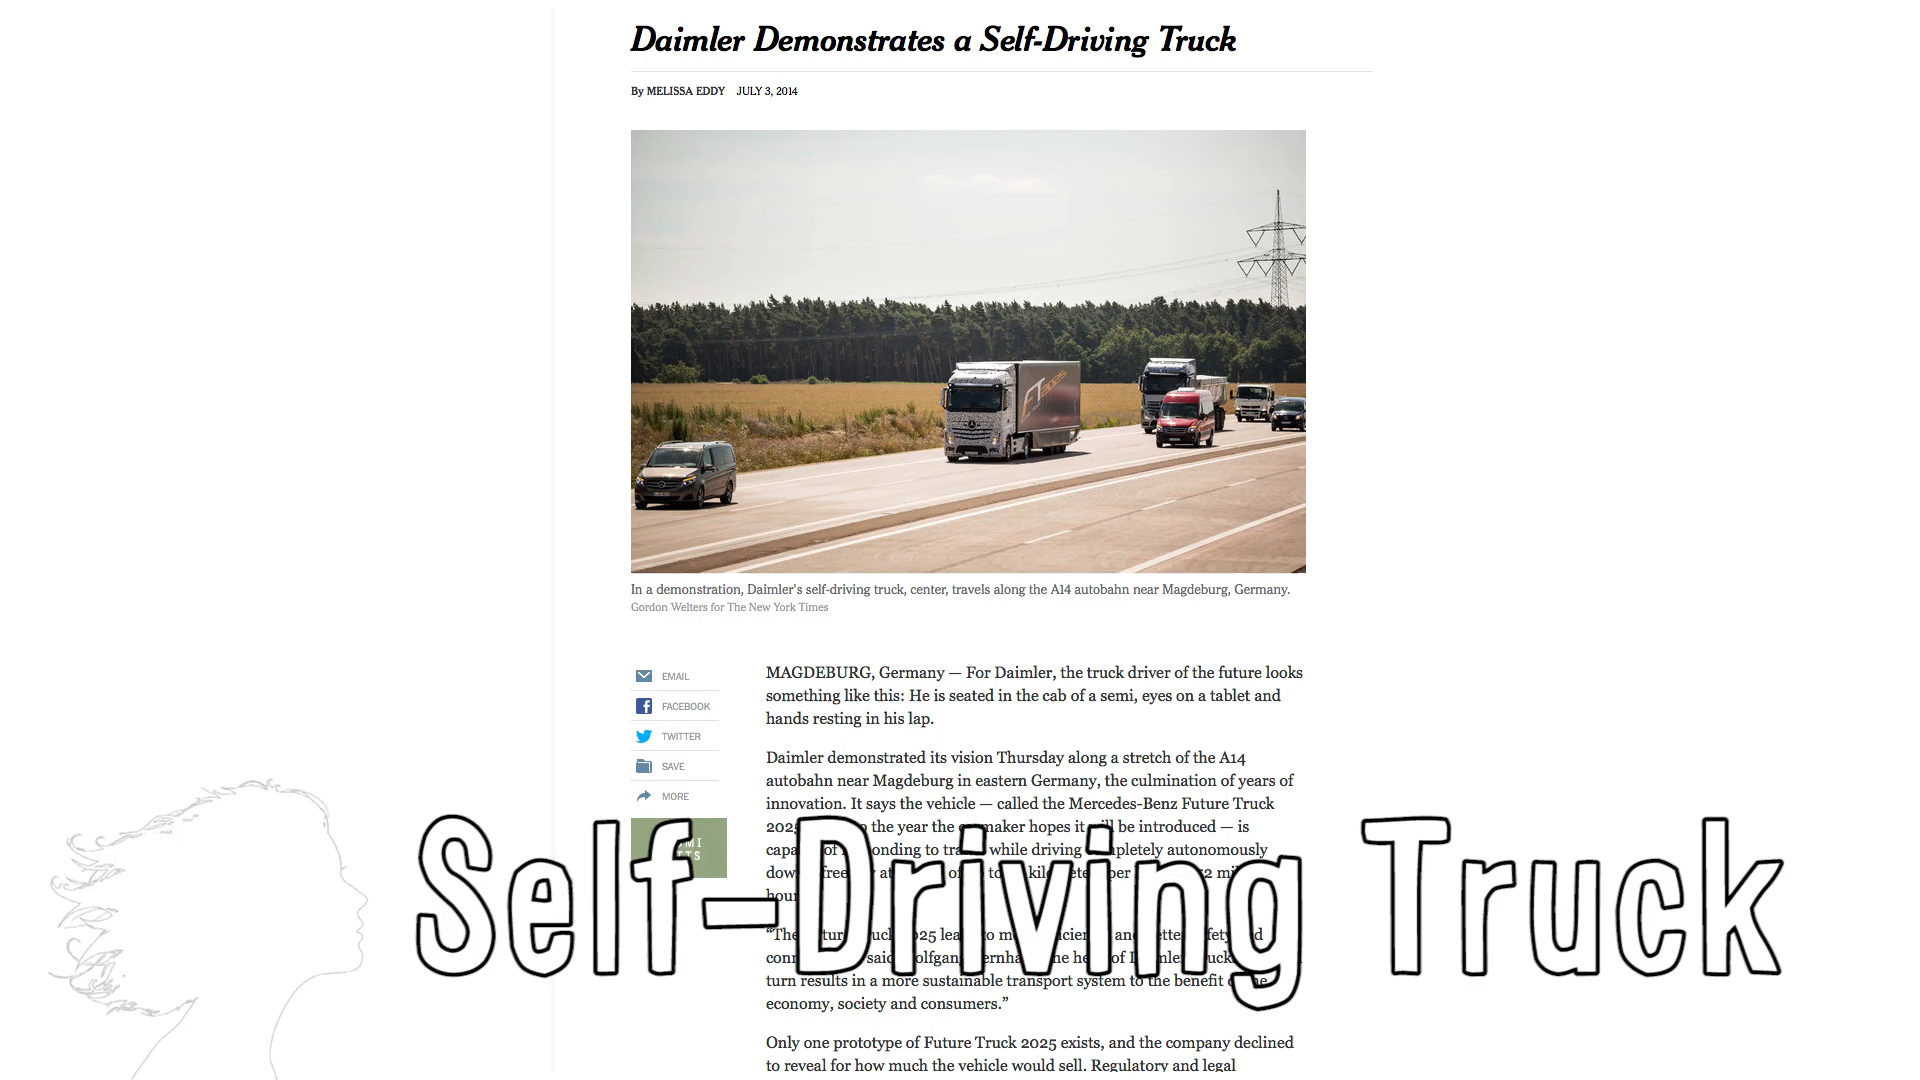 Daimler Demonstrates a Self-Driving Truck
By MELISSA EDDY JULY 3, 2014
FT 2025
In a demonstration, Daimler's self-driving truck, center, travels along the A14 autobahn near Magdeburg, Germany.
Gordon Welters for The New York Times
EMAIL
FACEBOOK
TWITTER
SAVE
MORE
MAGDEBURG, Germany — For Daimler, the truck driver of the future looks
something like this: He is seated in the cab of a semi, eyes on a tablet and
hands resting in his lap.
Daimler demonstrated its vision Thursday along a stretch of the A14
autobahn near Magdeburg in eastern Germany, the culmination of years of
innovation. It says the vehicle — called the Mercedes-Benz Future Truck
the year the carmaker hopes it will be introduced — is
while driving completely autonomously
turn results in a more sustainable transport system to the benefit
economy, society and consumers.”
Only one prototype of Future Truck 2025 exists, and the company declined
to reveal for how much the vehicle would sell. Regulatory and legal
Self-Driving Truck